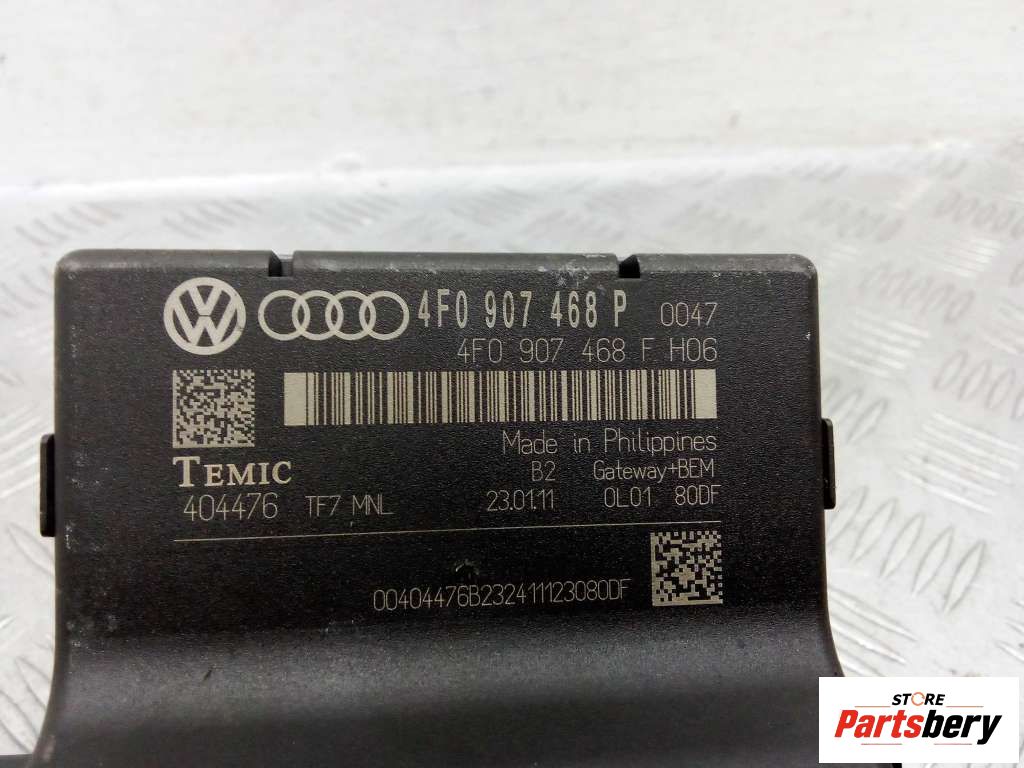 4F0 907 468 P 0047
4F0 907 468 F H06
Made in Philippines
TEMIC B2 Gateway+BEM
404476 TF7 MNL 23.01.11 0L01 80DF
00404476B232411123080DF
STORE
Partsbery